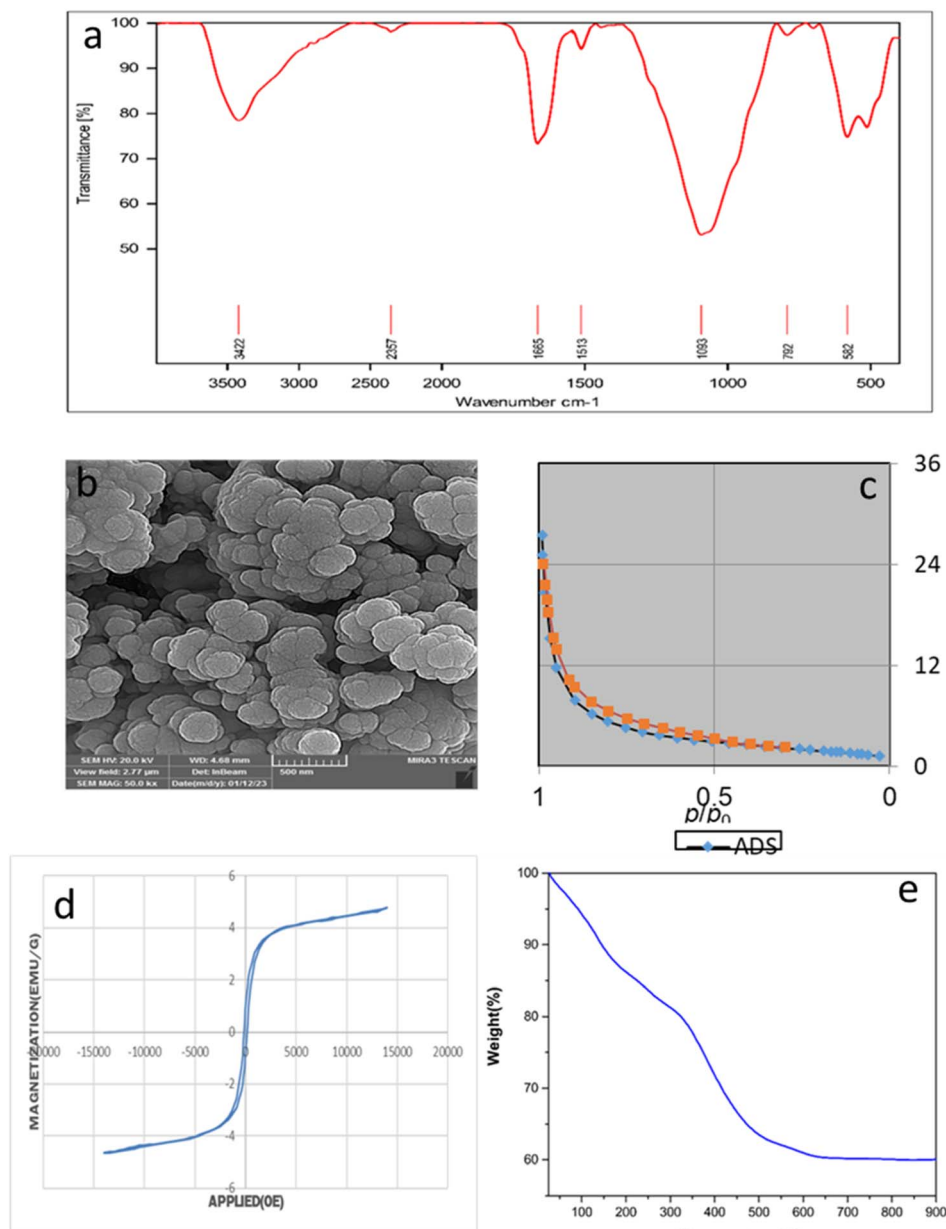 a
Transmittance [%]
100
90
80
70
60
50
3422
2357
1665
1513
1093
792
582
3500
3000
2500
2000
1500
1000
500
Wavenumber cm-1
b
SEM HV: 20.0 kV
WD: 4.68 mm
MIRA3 TESCAN
View field: 2.77 µm
Det: InBeam
500 nm
SEM MAG: 50.0 kx
Date(m/d/y): 01/12/23
c
36
24
12
0
1
0.5
0
p/p0
ADS
d
MAGNETIZATION(EMU/G)
6
4
2
0
-2
-4
-6
-20000
-15000
-10000
-5000
0
5000
10000
15000
20000
APPLIED(0E)
e
Weight(%)
100
90
80
70
60
100
200
300
400
500
600
700
800
900